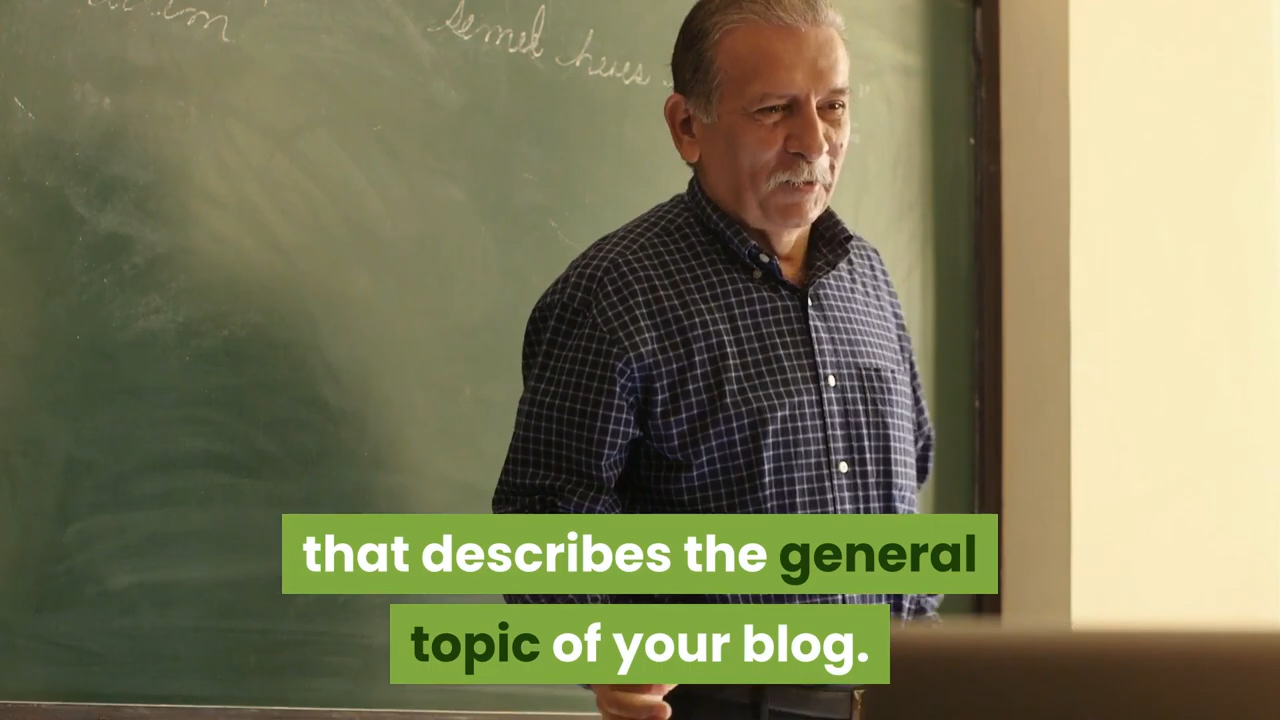 that describes the general
topic of your blog.